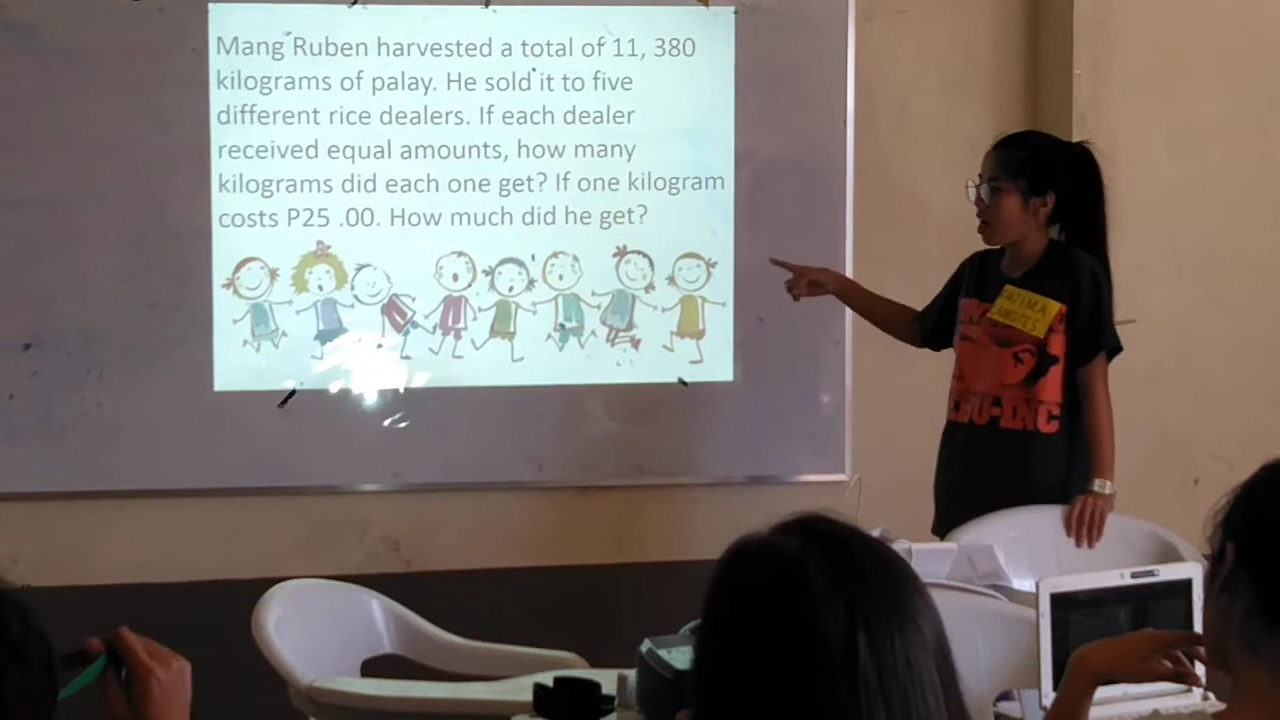 Mang Ruben harvested a total of 11, 380
kilograms of palay. He sold it to five
different rice dealers. If each dealer
received equal amounts, how many
kilograms did each one get? If one kilogram
costs P25 .00. How much did he get?
FATIMA